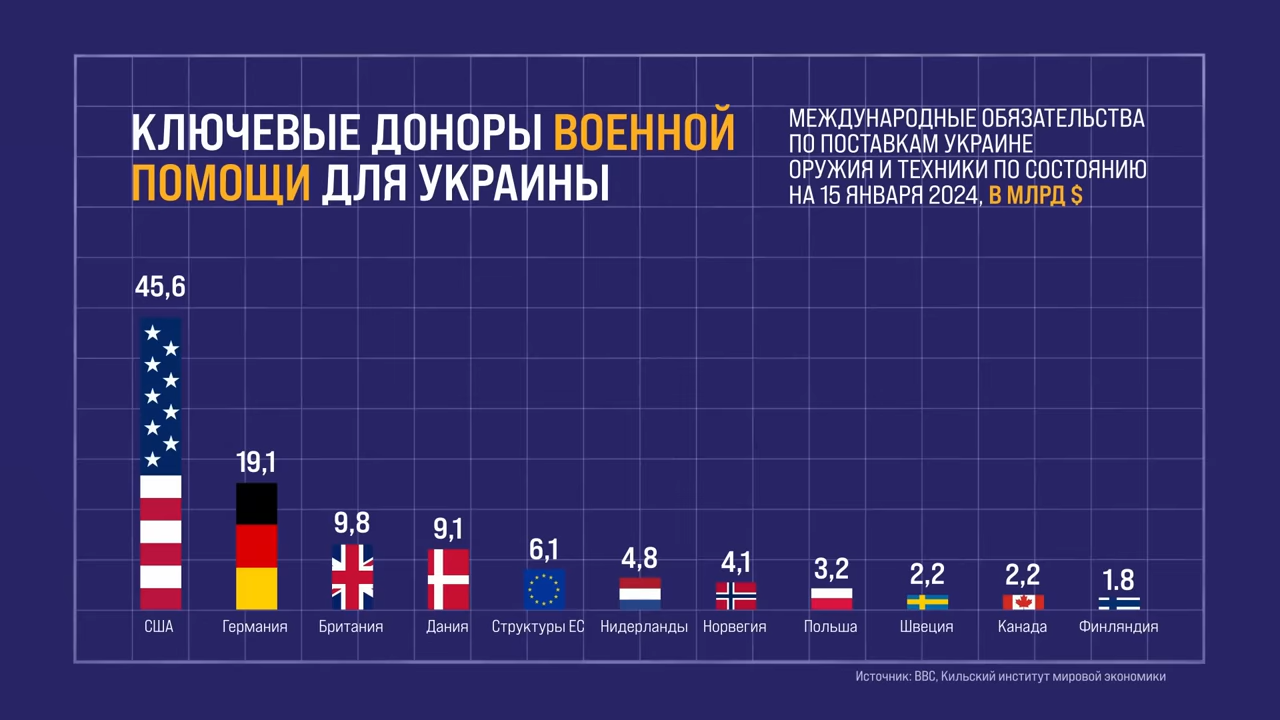 КЛЮЧЕВЫЕ ДОНОРЫ ВОЕННОЙ
ПОМОЩИ ДЛЯ УКРАИНЫ
МЕЖДУНАРОДНЫЕ ОБЯЗАТЕЛЬСТВА
ПО ПОСТАВКАМ УКРАИНЕ
ОРУЖИЯ И ТЕХНИКИ ПО СОСТОЯНИЮ
НА 15 ЯНВАРЯ 2024, В МЛРД $
45,6
19,1
9,8
9,1
6,1
4,8
4,1
3,2
2,2
2,2
1.8
США
Германия
Британия
Дания
Структуры ЕС
Нидерланды
Норвегия
Польша
Швеция
Канада
Финляндия
Источник: BBC, Кильский институт мировой экономики